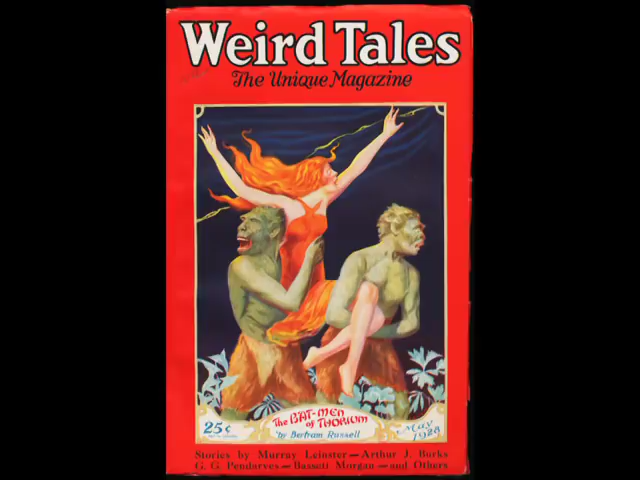 Weird Tales
The Unique Magazine
25¢
The BAT-MEN
of THORIUM
by Bertram Russell
May
1928
Stories by Murray Leinster — Arthur J. Burks
G. G. Pendarves — Bassett Morgan — and Others